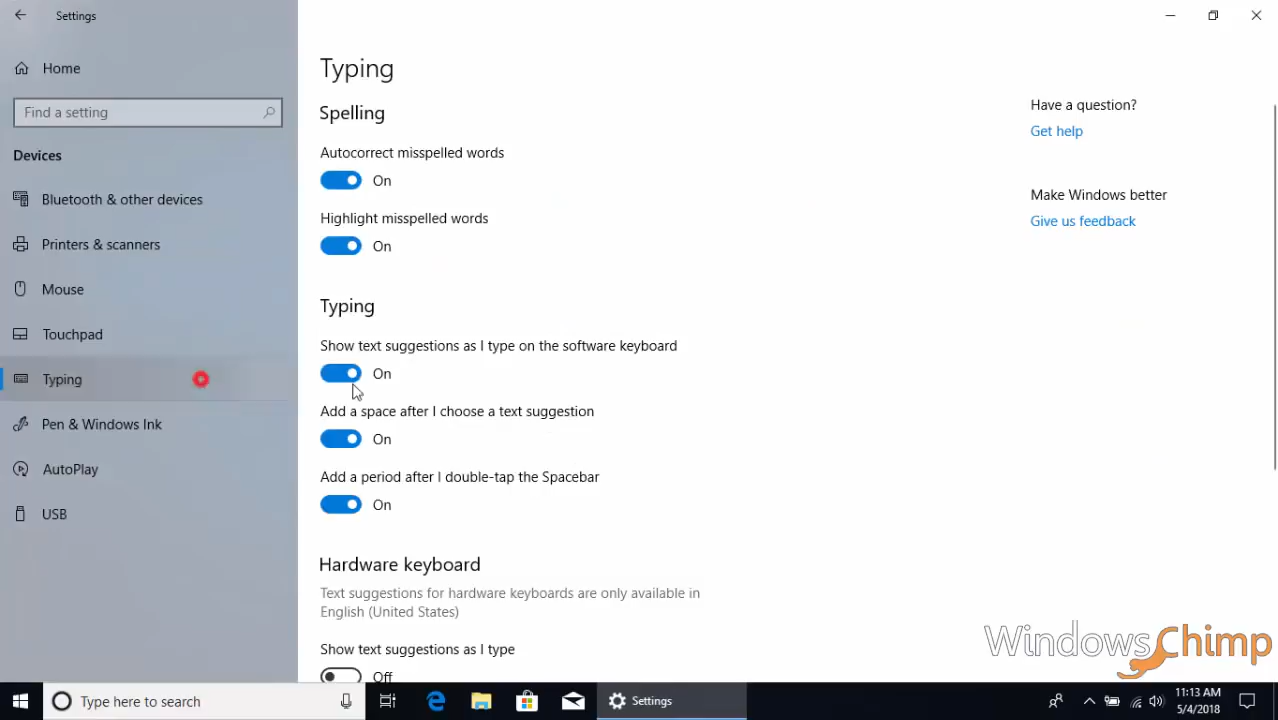 Settings
Home
Find a setting
Devices
Bluetooth & other devices
Printers & scanners
Mouse
Touchpad
Typing
Pen & Windows Ink
AutoPlay
USB
Typing
Spelling
Autocorrect misspelled words
On
Highlight misspelled words
On
Typing
Show text suggestions as I type on the software keyboard
On
Add a space after I choose a text suggestion
On
Add a period after I double-tap the Spacebar
On
Hardware keyboard
Text suggestions for hardware keyboards are only available in
English (United States)
Show text suggestions as I type
Off
Have a question?
Get help
Make Windows better
Give us feedback
WindowsChimp
Type here to search
Settings
11:13 AM
5/4/2018